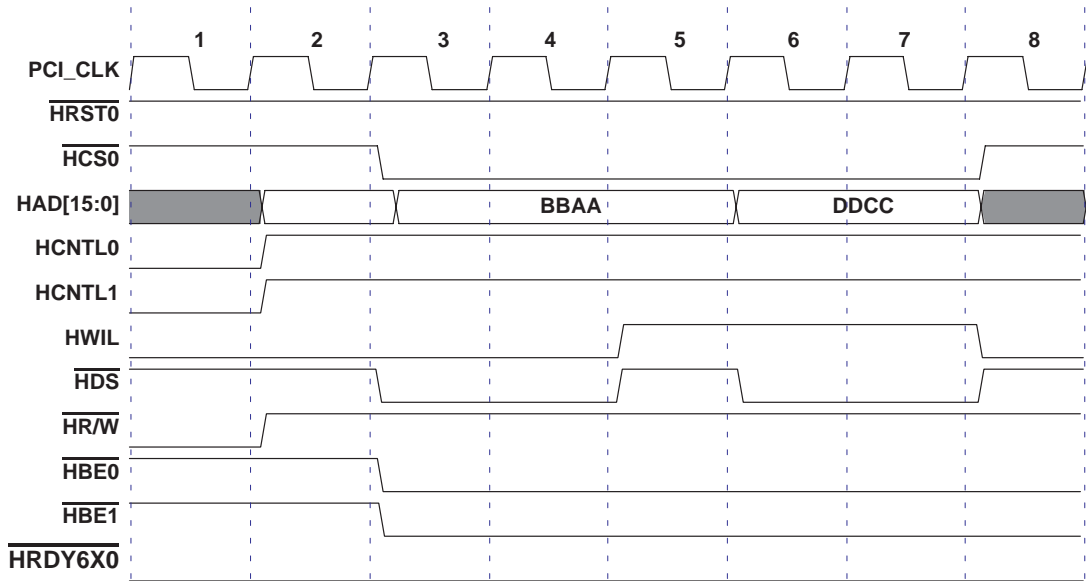 1 2 3 4 5 6 7 8
PCI_CLK
HRST0
HCS0
HAD[15:0] BBAA DDCC
HCNTL0
HCNTL1
HWIL
HDS
HR/W
HBE0
HBE1
HRDY6X0